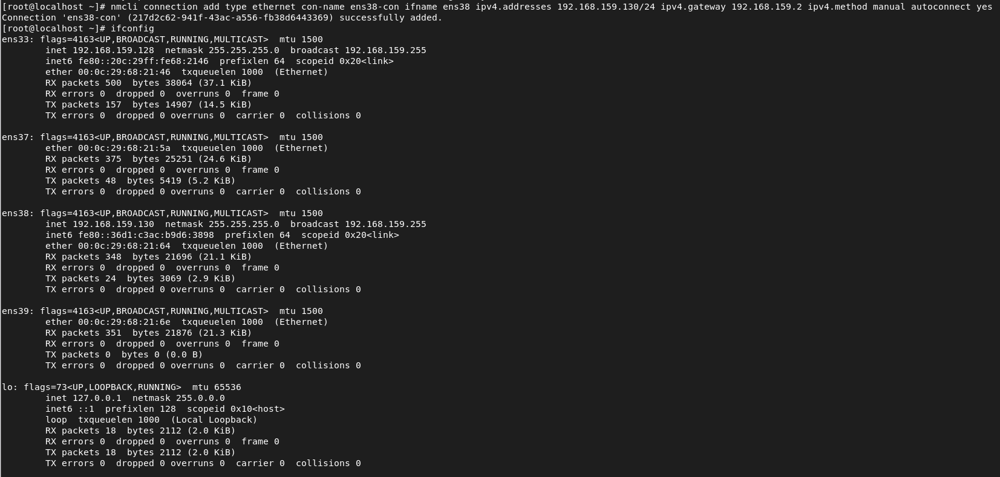 [root@localhost ~]# nmcli connection add type ethernet con-name ens38-con ifname ens38 ipv4.addresses 192.168.159.130/24 ipv4.gateway 192.168.159.2 ipv4.method manual autoconnect yes
Connection 'ens38-con' (217d2c62-941f-43ac-a556-fb38d6443369) successfully added.
[root@localhost ~]# ifconfig
ens33: flags=4163<UP,BROADCAST,RUNNING,MULTICAST>  mtu 1500
        inet 192.168.159.128  netmask 255.255.255.0  broadcast 192.168.159.255
        inet6 fe80::20c:29ff:fe68:2146  prefixlen 64  scopeid 0x20<link>
        ether 00:0c:29:68:21:46  txqueuelen 1000  (Ethernet)
        RX packets 500  bytes 38064 (37.1 KiB)
        RX errors 0  dropped 0  overruns 0  frame 0
        TX packets 157  bytes 14907 (14.5 KiB)
        TX errors 0  dropped 0 overruns 0  carrier 0  collisions 0

ens37: flags=4163<UP,BROADCAST,RUNNING,MULTICAST>  mtu 1500
        ether 00:0c:29:68:21:5a  txqueuelen 1000  (Ethernet)
        RX packets 375  bytes 25251 (24.6 KiB)
        RX errors 0  dropped 0  overruns 0  frame 0
        TX packets 48  bytes 5419 (5.2 KiB)
        TX errors 0  dropped 0 overruns 0  carrier 0  collisions 0

ens38: flags=4163<UP,BROADCAST,RUNNING,MULTICAST>  mtu 1500
        inet 192.168.159.130  netmask 255.255.255.0  broadcast 192.168.159.255
        inet6 fe80::36d1:c3ac:b9d6:3898  prefixlen 64  scopeid 0x20<link>
        ether 00:0c:29:68:21:64  txqueuelen 1000  (Ethernet)
        RX packets 348  bytes 21696 (21.1 KiB)
        RX errors 0  dropped 0  overruns 0  frame 0
        TX packets 24  bytes 3069 (2.9 KiB)
        TX errors 0  dropped 0 overruns 0  carrier 0  collisions 0

ens39: flags=4163<UP,BROADCAST,RUNNING,MULTICAST>  mtu 1500
        ether 00:0c:29:68:21:6e  txqueuelen 1000  (Ethernet)
        RX packets 351  bytes 21876 (21.3 KiB)
        RX errors 0  dropped 0  overruns 0  frame 0
        TX packets 0  bytes 0 (0.0 B)
        TX errors 0  dropped 0 overruns 0  carrier 0  collisions 0

lo: flags=73<UP,LOOPBACK,RUNNING>  mtu 65536
        inet 127.0.0.1  netmask 255.0.0.0
        inet6 ::1  prefixlen 128  scopeid 0x10<host>
        loop  txqueuelen 1000  (Local Loopback)
        RX packets 18  bytes 2112 (2.0 KiB)
        RX errors 0  dropped 0  overruns 0  frame 0
        TX packets 18  bytes 2112 (2.0 KiB)
        TX errors 0  dropped 0 overruns 0  carrier 0  collisions 0